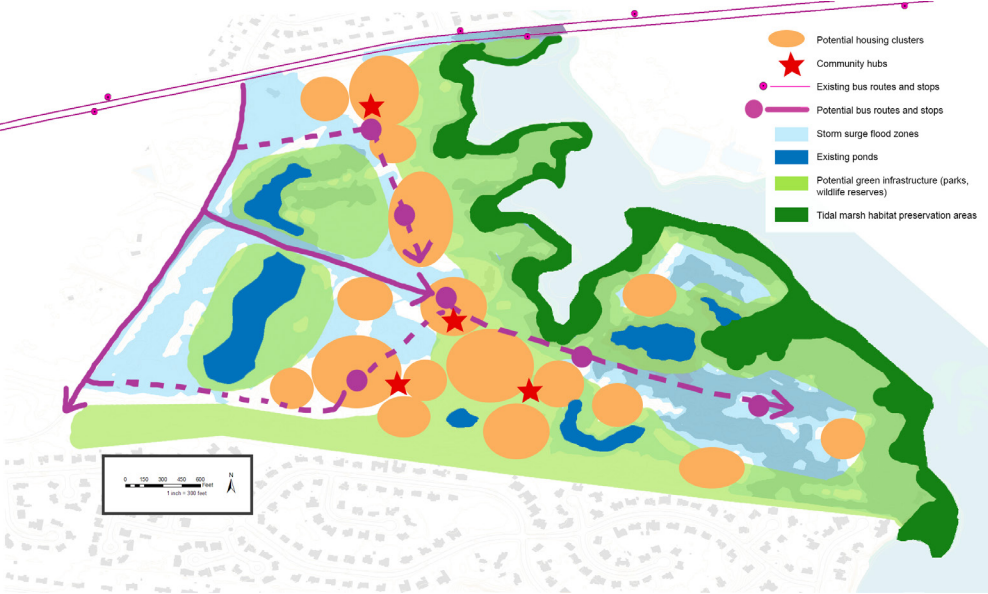 Potential housing clusters
Community hubs
Existing bus routes and stops
Potential bus routes and stops
Storm surge flood zones
Existing ponds
Potential green infrastructure (parks,
wildlife reserves)
Tidal marsh habitat preservation areas
N
0 150 300 450 600
Feet
1 inch = 300 feet